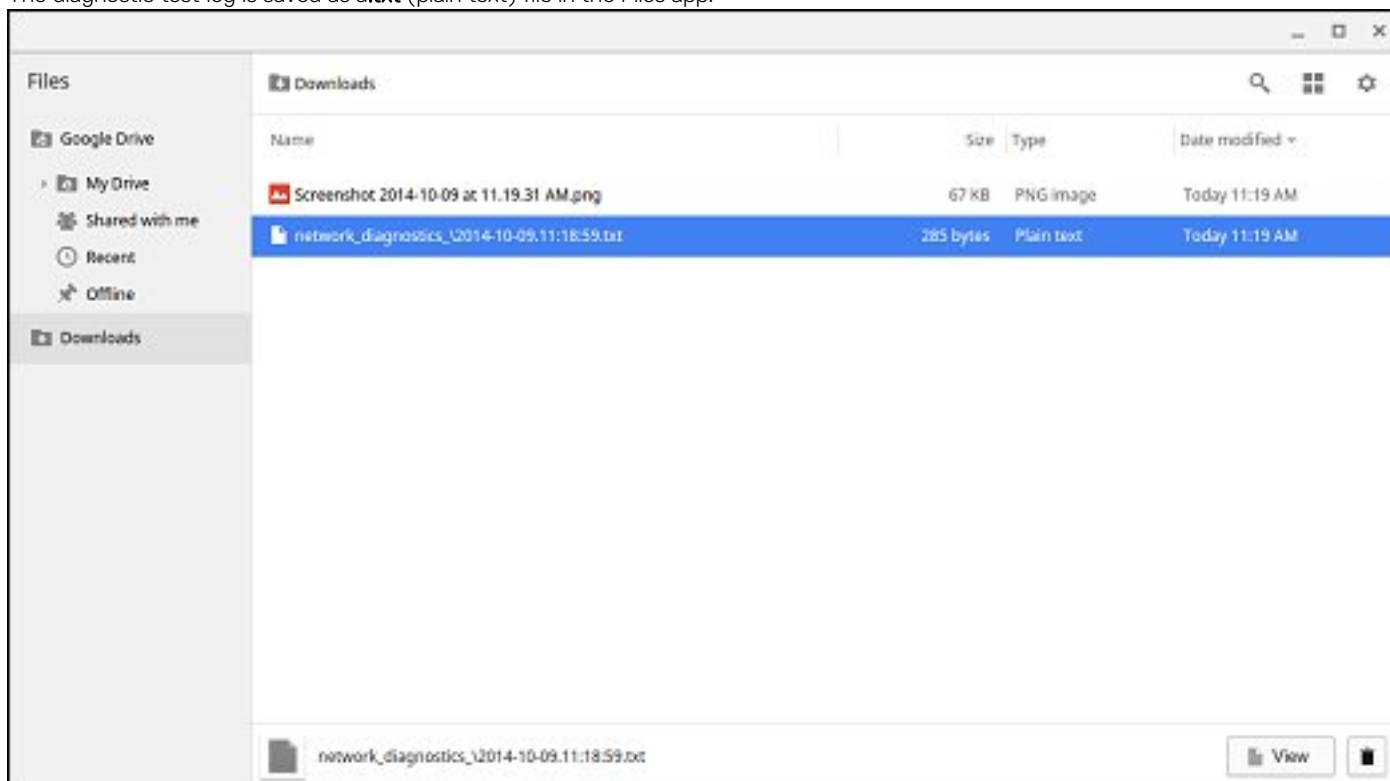 The diagnostic test log is saved as a.txt (plain text) file in the Files app.
Files
Downloads
Google Drive
My Drive
Shared with me
Recent
Offline
Downloads
Name Size Type Date modified
Screenshot 2014-10-09 at 11.19.31 AM.png 67 KB PNG image Today 11:19 AM
network_diagnostics_\2014-10-09.11:18:59.txt 285 bytes Plain text Today 11:19 AM
network_diagnostics_\2014-10-09.11:18:59.txt View